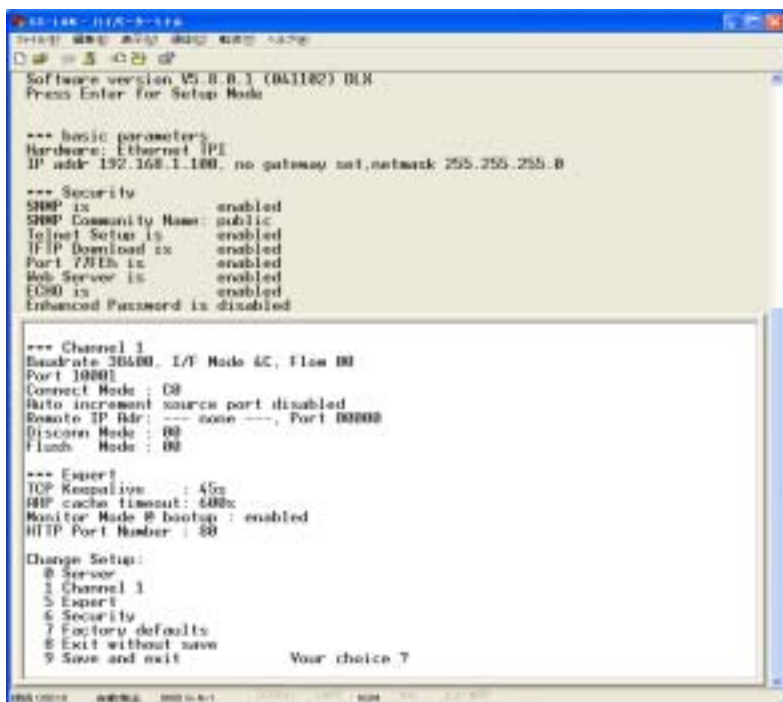 Software version V5.8.0.1 (041102) DLX
Press Enter for Setup Mode
*** basic parameters
Hardware: Ethernet TPI
IP addr 192.168.1.100, no gateway set,netmask 255.255.255.0
*** Security
SNMP is enabled
SNMP Community Name: public
Telnet Setup is enabled
TFTP Download is enabled
Port 77FEh is enabled
Web Server is enabled
ECHO is enabled
Enhanced Password is disabled
*** Channel 1
Baudrate 38400, I/F Mode 4C, Flow 00
Port 10001
Connect Mode : C0
Auto increment source port disabled
Remote IP Adr: --- none ---, Port 00000
Disconn Mode : 00
Flush Mode : 00
*** Expert
TCP Keepalive : 45s
ARP cache timeout: 600s
Monitor Mode @ bootup : enabled
HTTP Port Number : 80
Change Setup:
0 Server
1 Channel 1
5 Expert
6 Security
7 Factory defaults
8 Exit without save
9 Save and exit Your choice ?